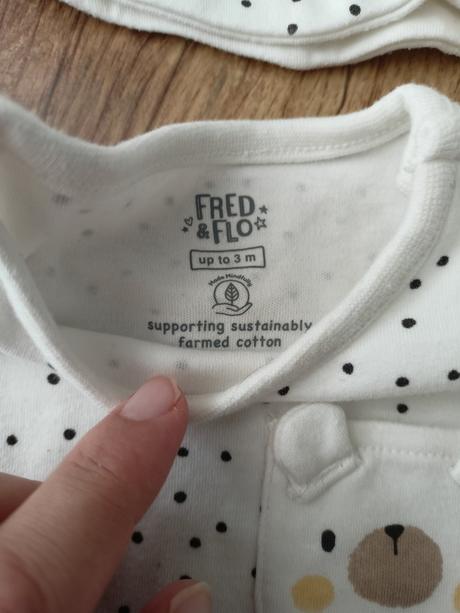 FRED
& FLO
up to 3 m
Made Mindfully
supporting sustainably
farmed cotton